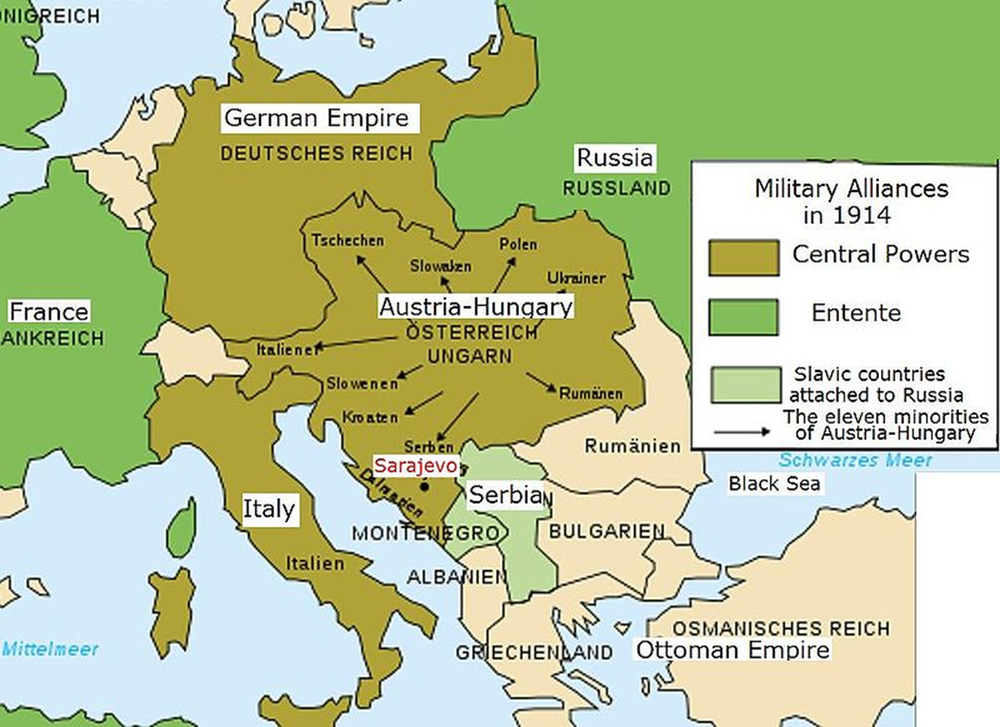 ÖNIGREICH
German Empire
DEUTSCHES REICH
Russia
RUSSLAND
Military Alliances
in 1914
Central Powers
Entente
Slavic countries
attached to Russia
The eleven minorities
of Austria-Hungary
Tschechen
Polen
Slowaken
Ukrainer
France
ANKREICH
Austria-Hungary
ÖSTERREICH
UNGARN
Italiener
Slowenen
Rumänen
Kroaten
Serben
Sarajevo
Dalmatien
Serbia
MONTENEGRO
Rumänien
Schwarzes Meer
Black Sea
BULGARIEN
Italy
Italien
ALBANIEN
Mittelmeer
GRIECHENLAND
OSMANISCHES REICH
Ottoman Empire